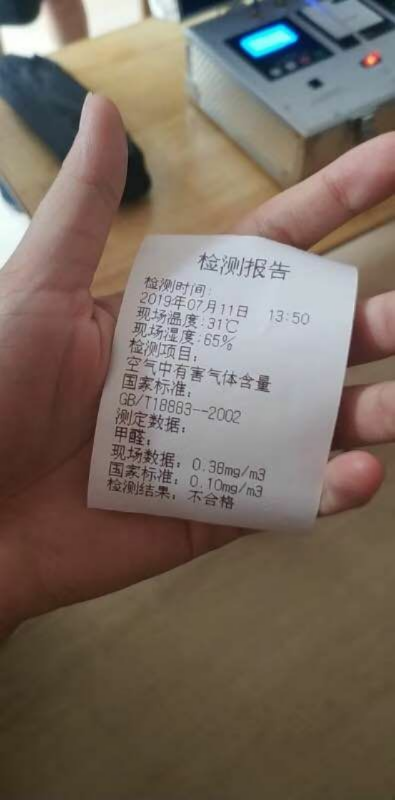 检测报告
检测时间:
2019年07月11日 13:50
现场温度:31℃
现场湿度:65%
检测项目:
空气中有害气体含量
国家标准:
GB/T18883--2002
测定数据:
甲醛:
现场数据: 0.38mg/m3
国家标准: 0.10mg/m3
检测结果: 不合格